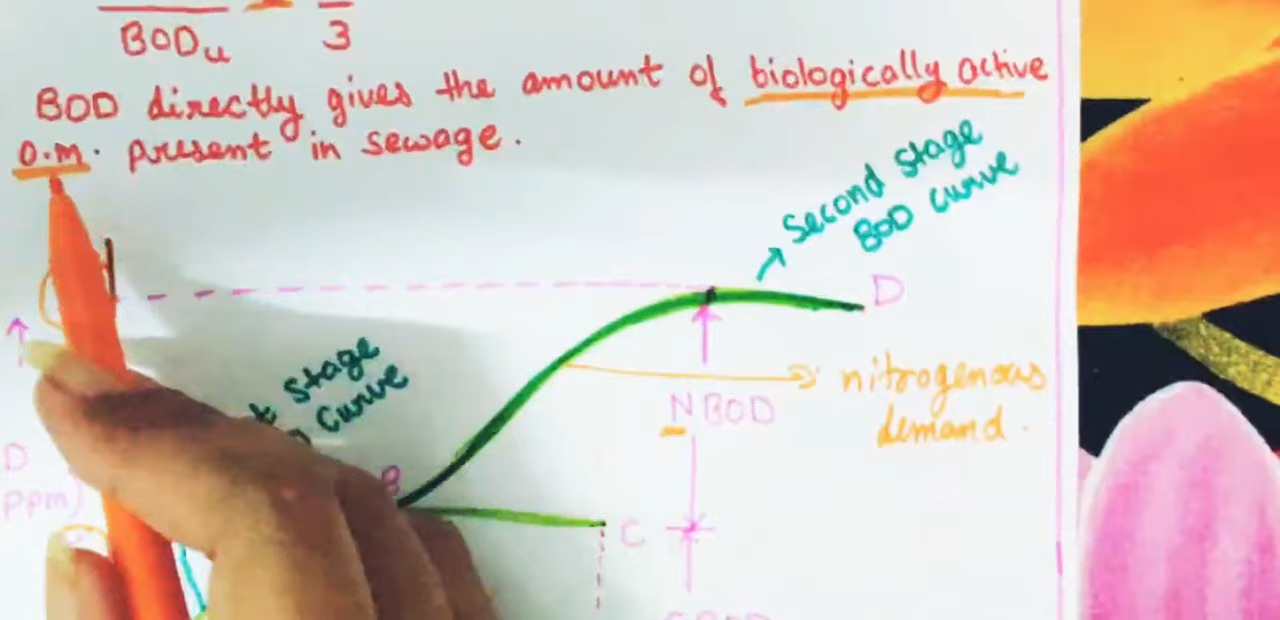 BODu 3
BOD directly gives the amount of biologically active
O.M. present in sewage.
second stage
BOD curve
D
stage
curve
nitrogenous
demand.
NBOD
D
B
ppm)
C